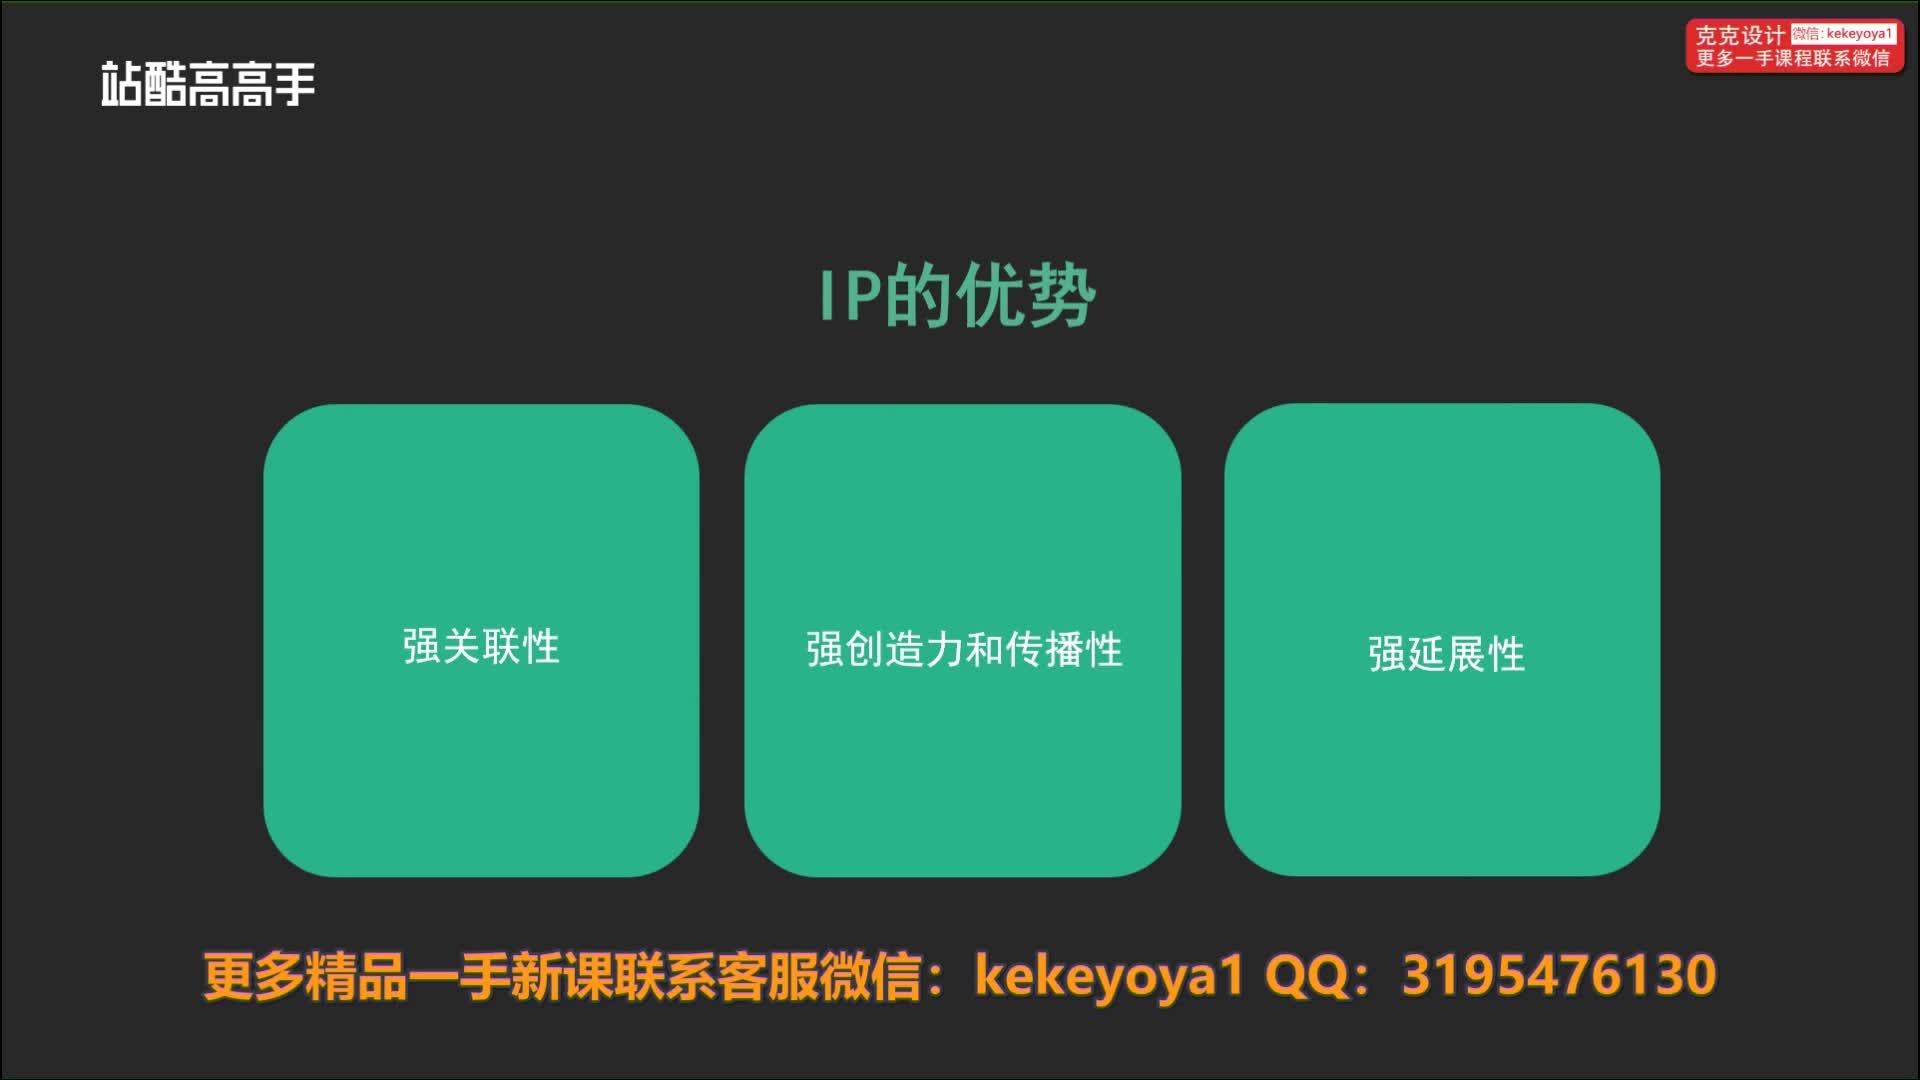 站酷高高手
克克设计 微信:kekeyoya1
更多一手课程联系微信
IP的优势
强关联性
强创造力和传播性
强延展性
更多精品一手新课联系客服微信：kekeyoya1 QQ：3195476130